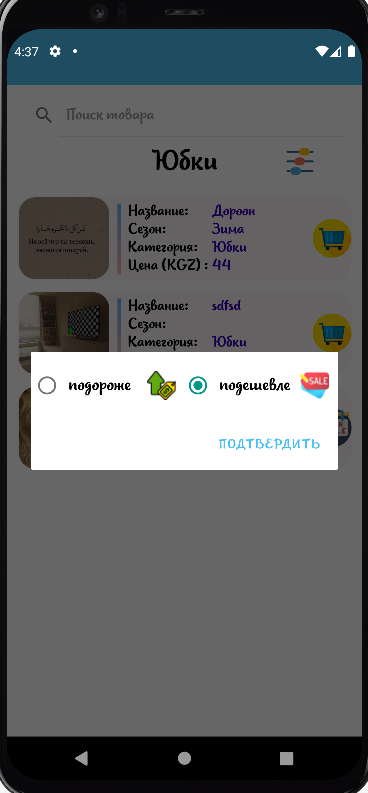 4:37
Поиск товара
Юбки
Название: Дороон
Сезон: Зима
Категория: Юбки
Цена (KGZ) : 44
Название: sdfsd
Сезон:
Категория: Юбки
подороже
подешевле
SALE
ПОДТВЕРДИТЬ